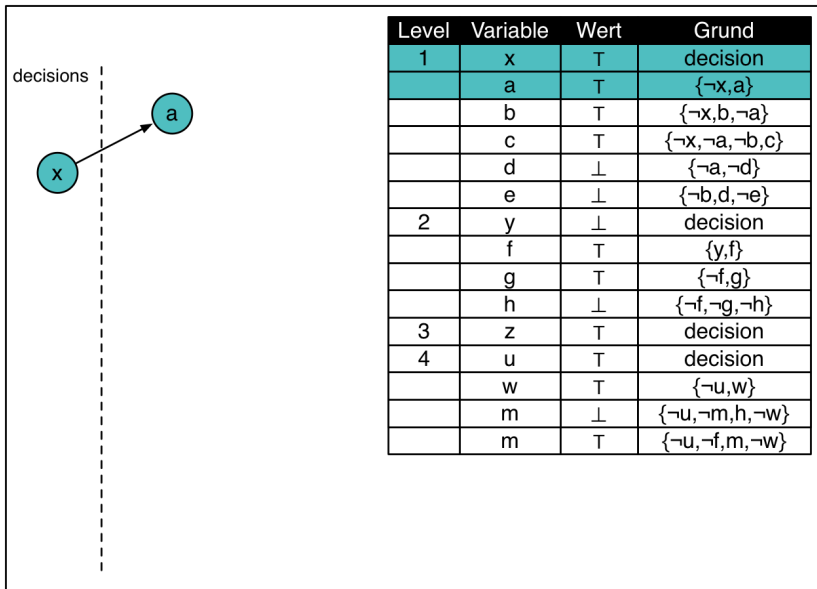 decisions
a
x
Level Variable Wert Grund
1 x ⊤ decision
a ⊤ {¬x,a}
b ⊤ {¬x,b,¬a}
c ⊤ {¬x,¬a,¬b,c}
d ⊥ {¬a,¬d}
e ⊥ {¬b,d,¬e}
2 y ⊥ decision
f ⊤ {y,f}
g ⊤ {¬f,g}
h ⊥ {¬f,¬g,¬h}
3 z ⊤ decision
4 u ⊤ decision
w ⊤ {¬u,w}
m ⊥ {¬u,¬m,h,¬w}
m ⊤ {¬u,¬f,m,¬w}